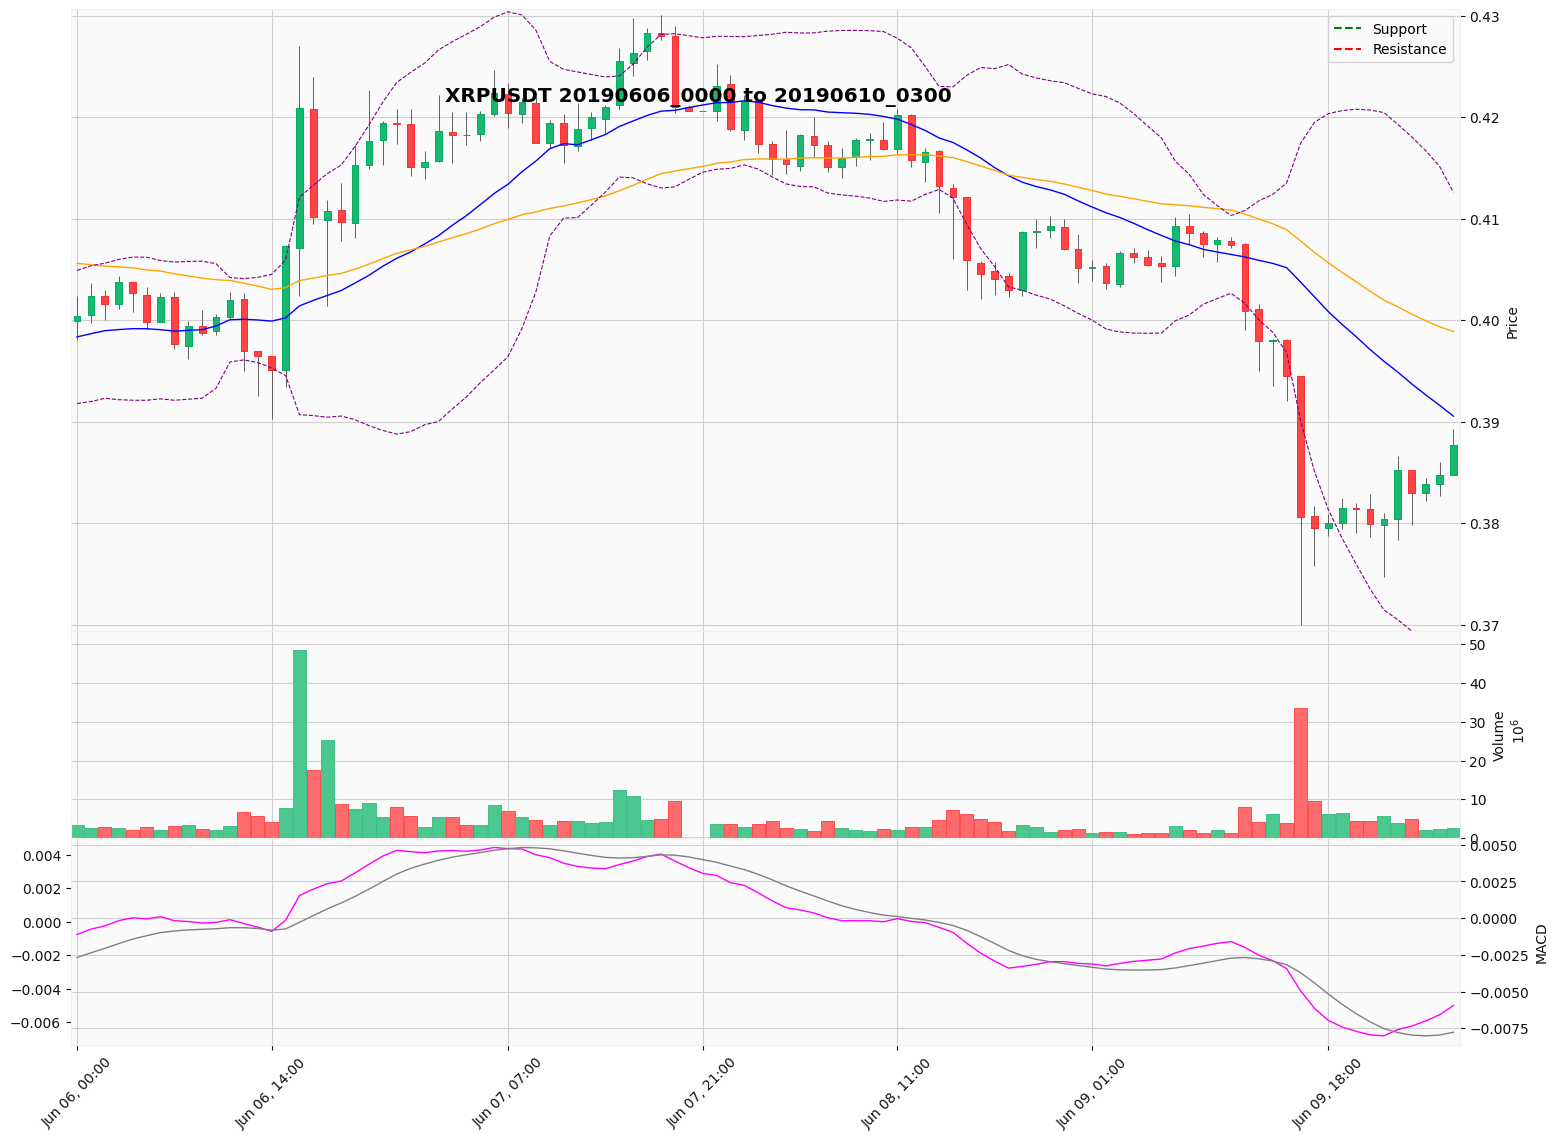 0.43
Support
Resistance
XRPUSDT 20190606_0000 to 20190610_0300
0.42
0.41
0.40
Price
0.39
0.38
0.37
50
40
30
20
10
0
Volume
10^6
0.004
0.002
0.000
−0.002
−0.004
−0.006
0.0050
0.0025
0.0000
−0.0025
−0.0050
−0.0075
MACD
Jun 06, 00:00
Jun 06, 14:00
Jun 07, 07:00
Jun 07, 21:00
Jun 08, 11:00
Jun 09, 01:00
Jun 09, 18:00